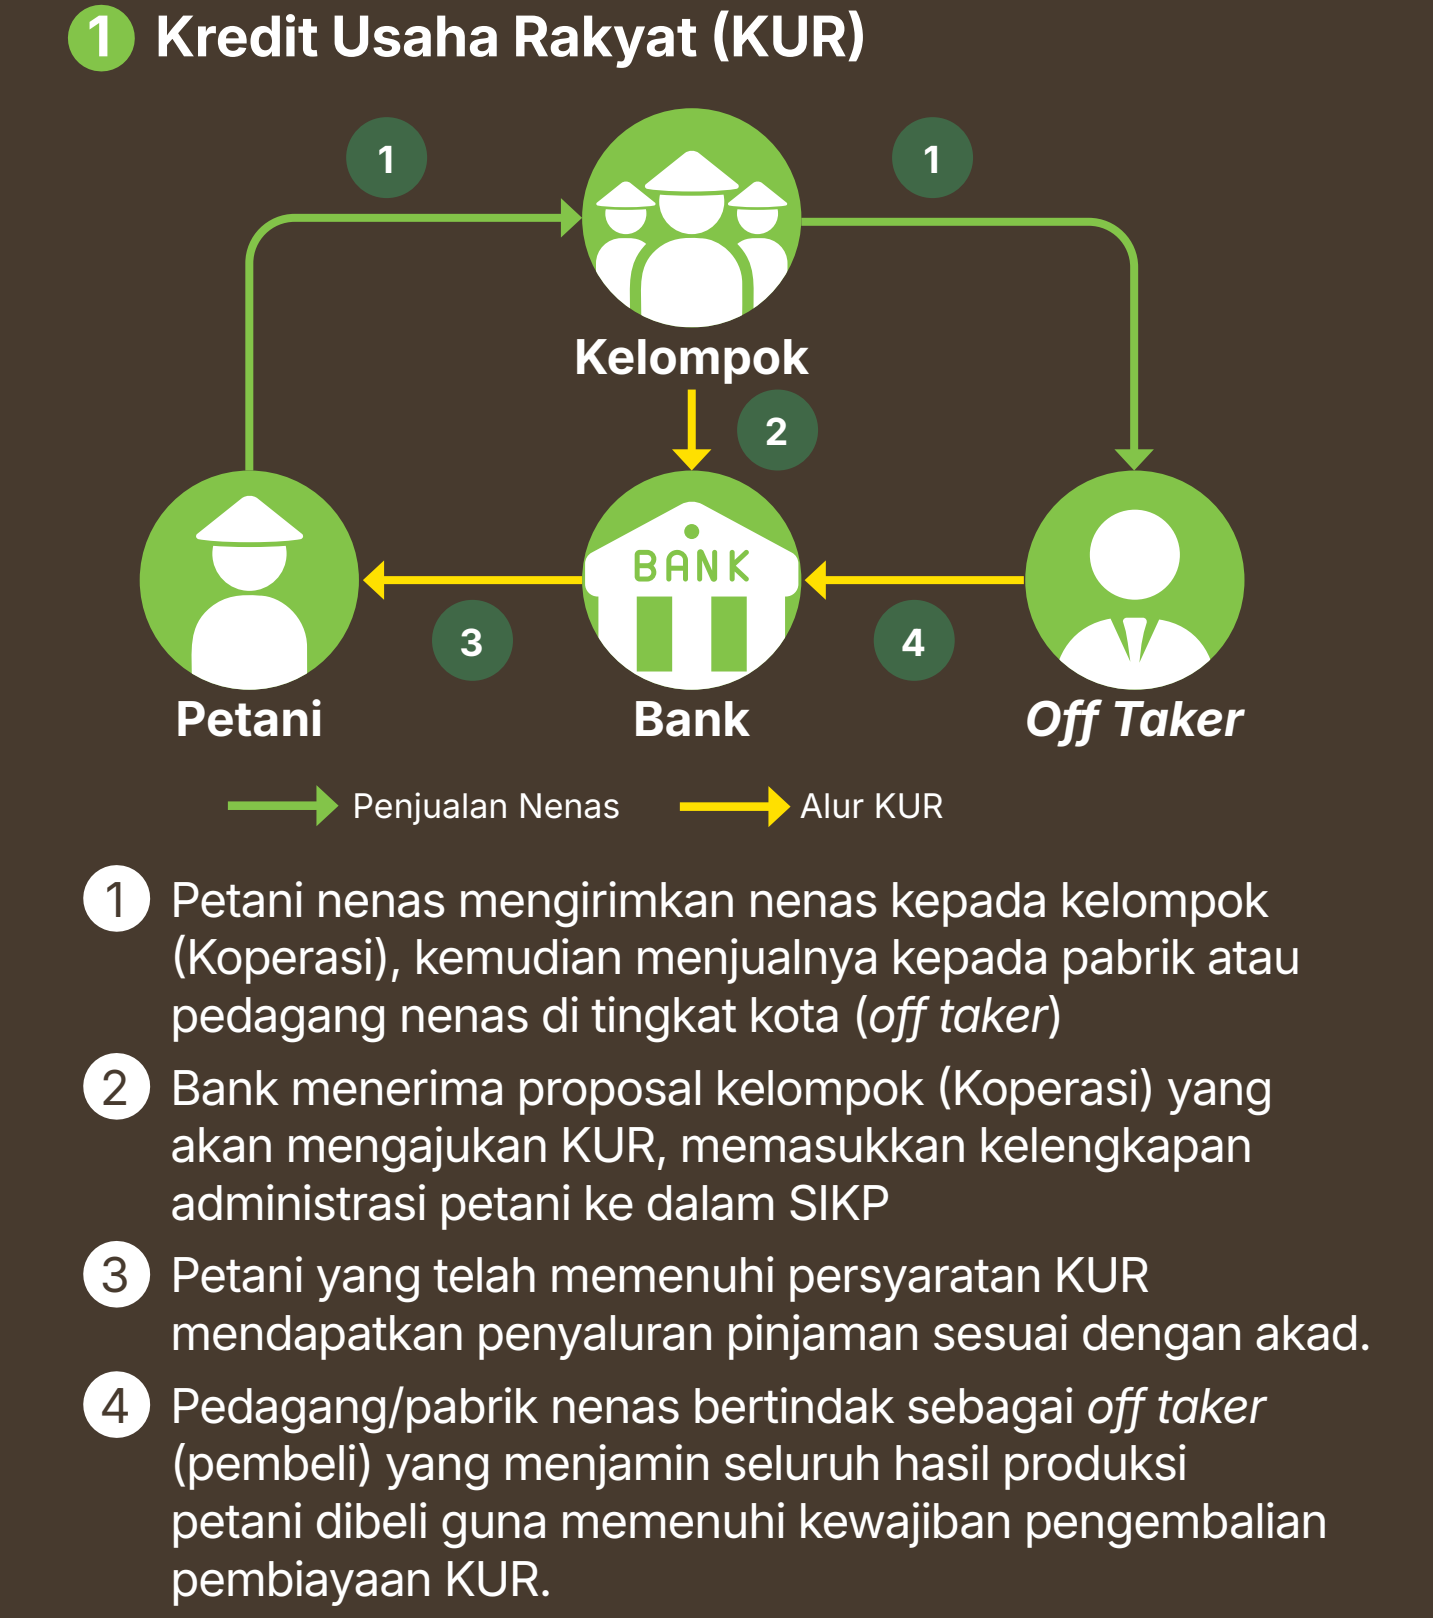 1 Kredit Usaha Rakyat (KUR)
1
1
Kelompok
2
BANK
3
4
Petani
Bank
Off Taker
Penjualan Nenas
Alur KUR
1 Petani nenas mengirimkan nenas kepada kelompok
(Koperasi), kemudian menjualnya kepada pabrik atau
pedagang nenas di tingkat kota (off taker)
2 Bank menerima proposal kelompok (Koperasi) yang
akan mengajukan KUR, memasukkan kelengkapan
administrasi petani ke dalam SIKP
3 Petani yang telah memenuhi persyaratan KUR
mendapatkan penyaluran pinjaman sesuai dengan akad.
4 Pedagang/pabrik nenas bertindak sebagai off taker
(pembeli) yang menjamin seluruh hasil produksi
petani dibeli guna memenuhi kewajiban pengembalian
pembiayaan KUR.